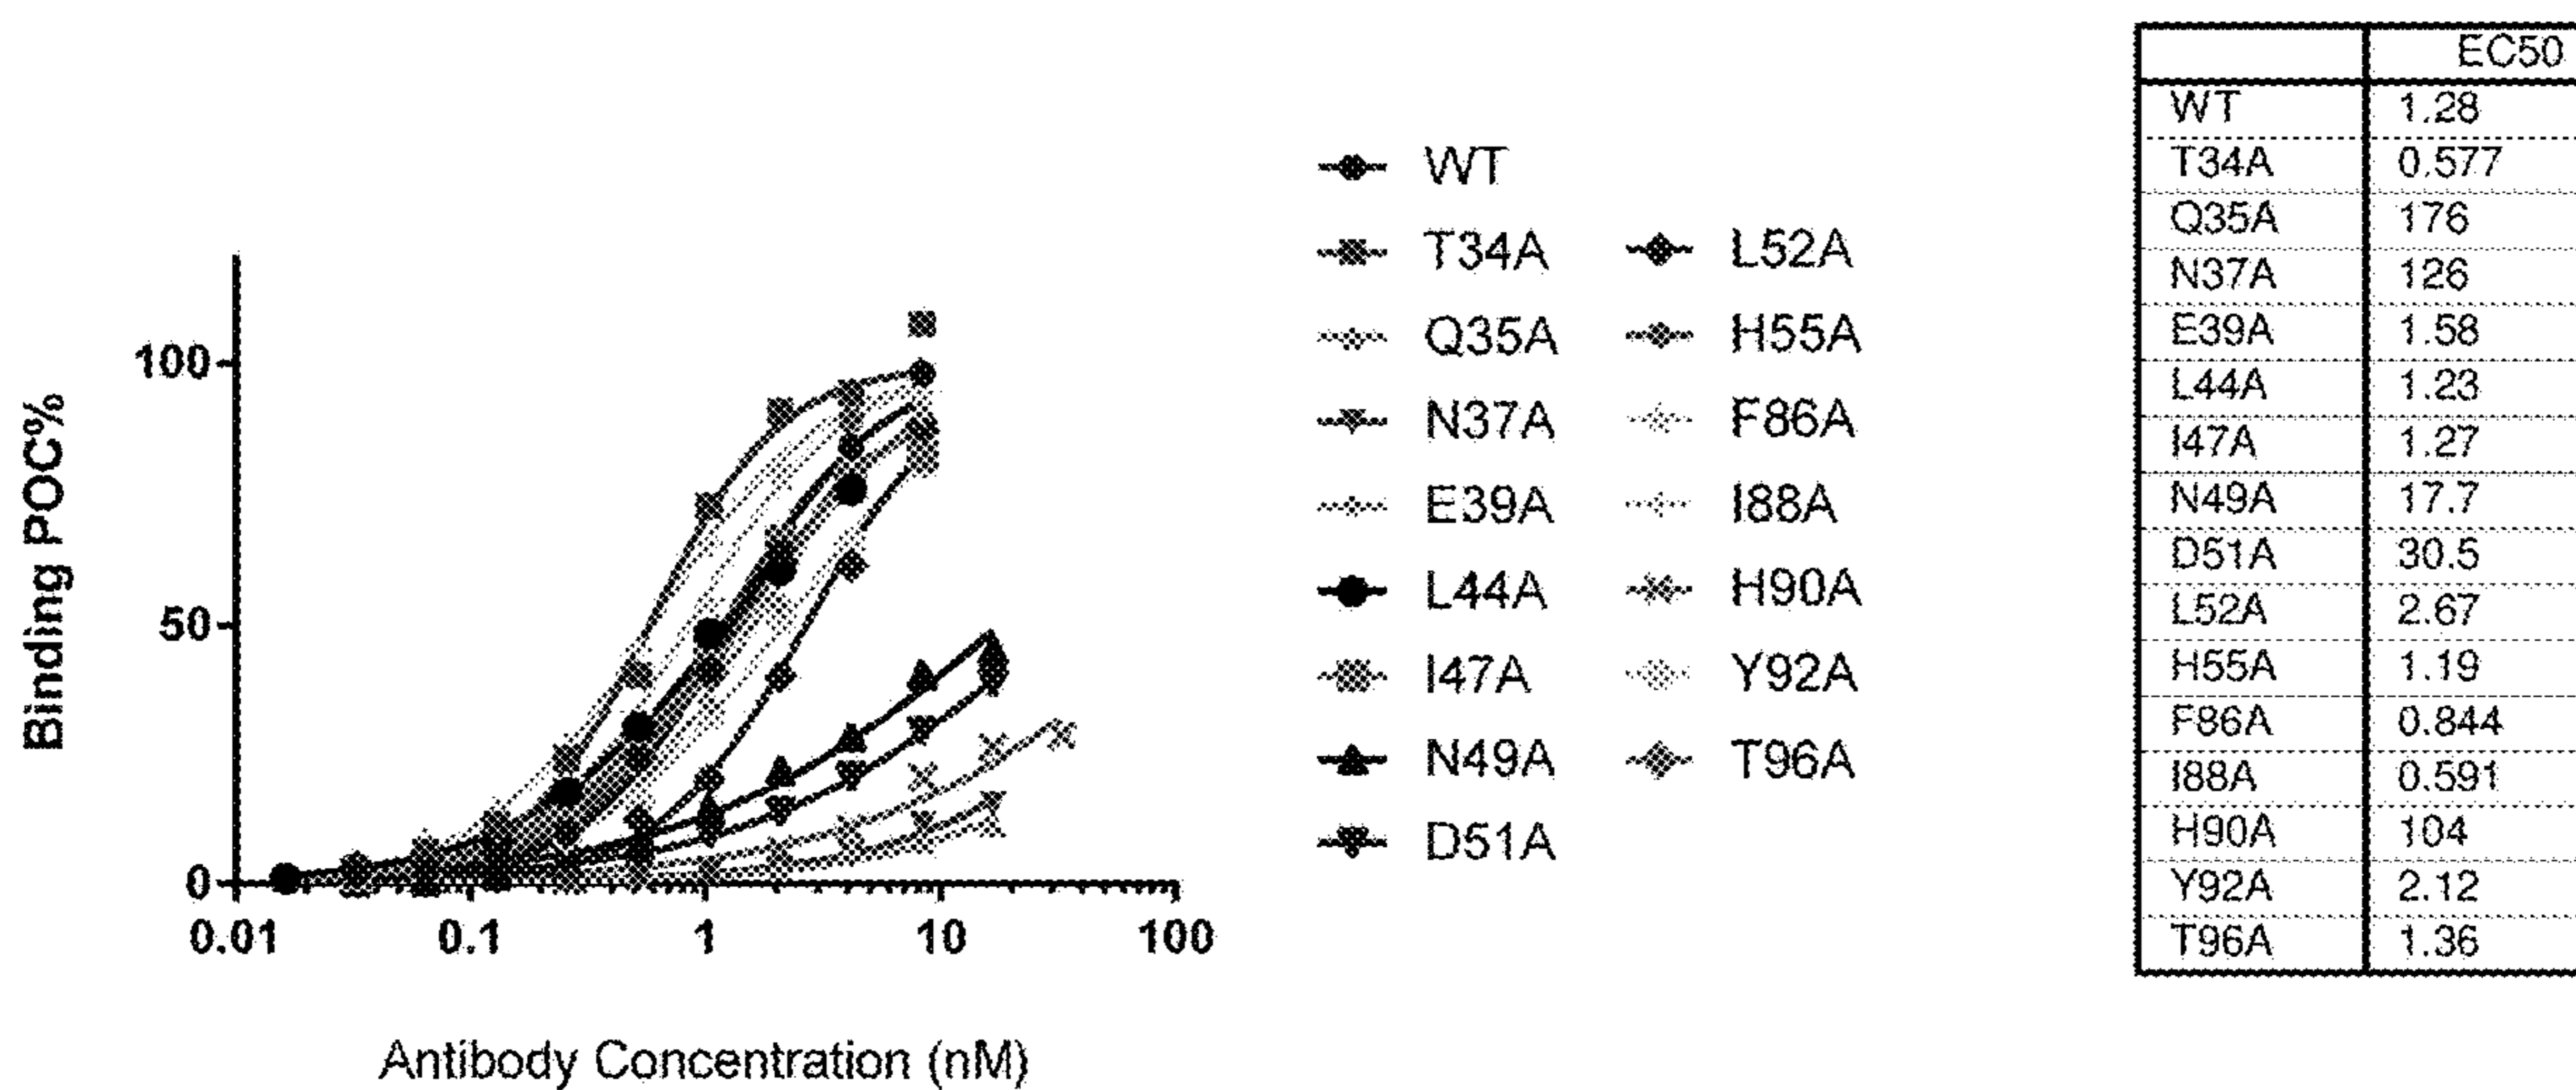 Binding POC%
100
50
0
0.01 0.1 1 10 100
Antibody Concentration (nM)
WT
T34A L52A
Q35A H55A
N37A F86A
E39A I88A
L44A H90A
I47A Y92A
N49A T96A
D51A
EC50
WT 1.28
T34A 0.577
Q35A 176
N37A 126
E39A 1.58
L44A 1.23
I47A 1.27
N49A 17.7
D51A 30.5
L52A 2.67
H55A 1.19
F86A 0.844
I88A 0.591
H90A 104
Y92A 2.12
T96A 1.36